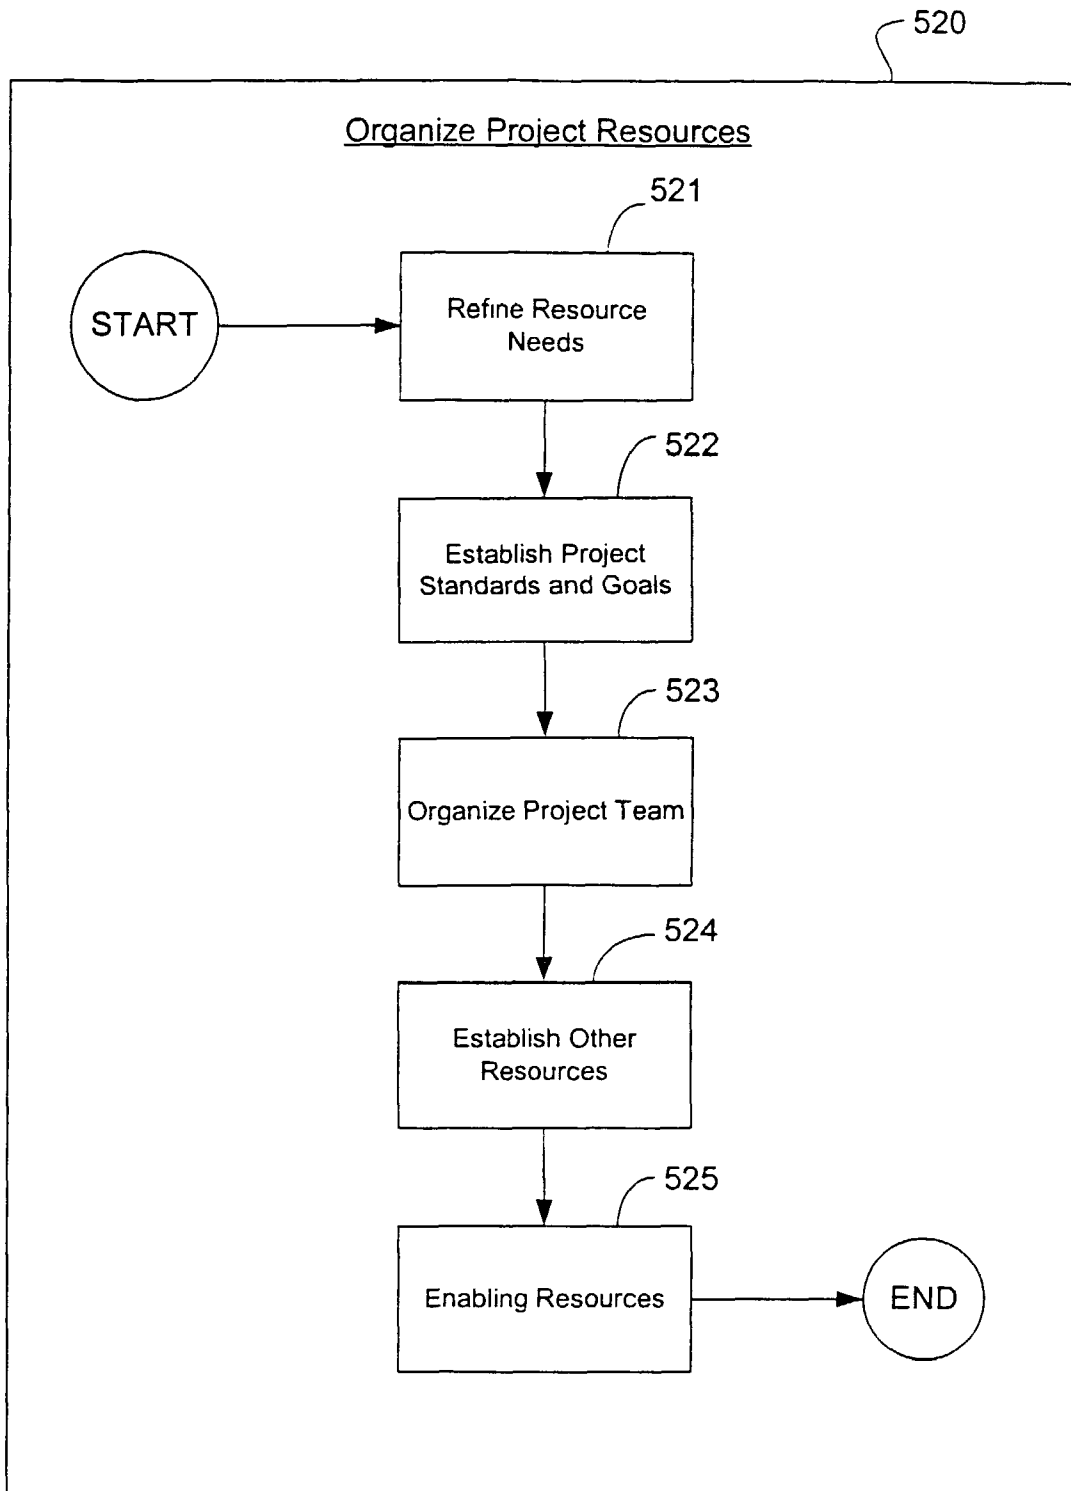 520
Organize Project Resources
521
START
Refine Resource
Needs
522
Establish Project
Standards and Goals
523
Organize Project Team
524
Establish Other
Resources
525
Enabling Resources
END